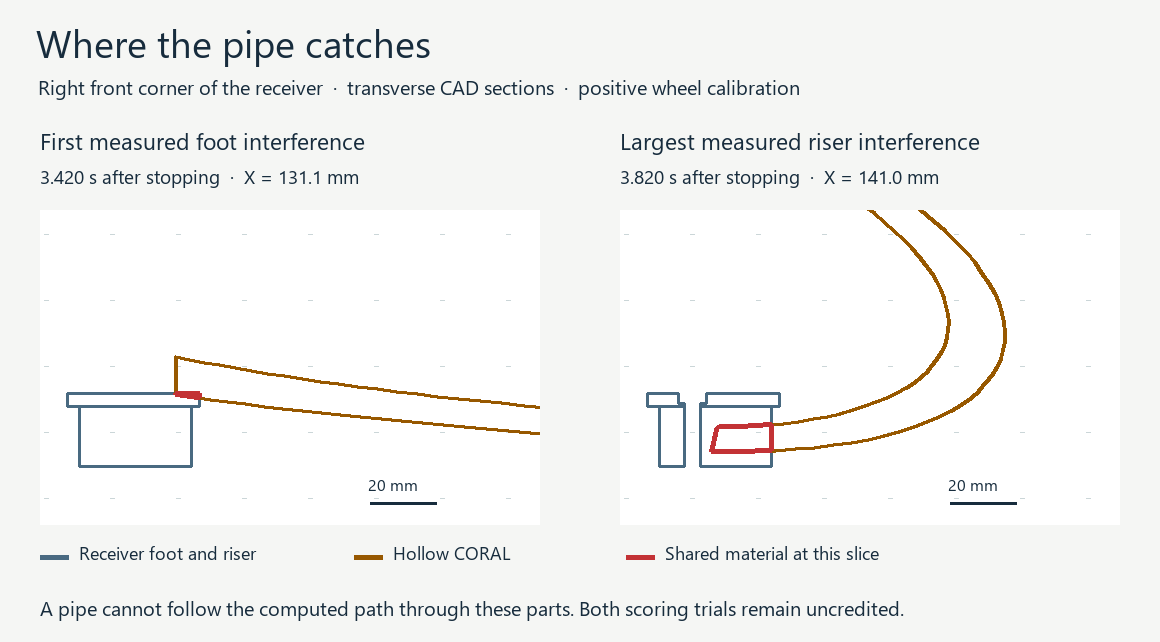 Where the pipe catches
Right front corner of the receiver · transverse CAD sections · positive wheel calibration
First measured foot interference
3.420 s after stopping · X = 131.1 mm
20 mm
Largest measured riser interference
3.820 s after stopping · X = 141.0 mm
20 mm
Receiver foot and riser
Hollow CORAL
Shared material at this slice
A pipe cannot follow the computed path through these parts. Both scoring trials remain uncredited.